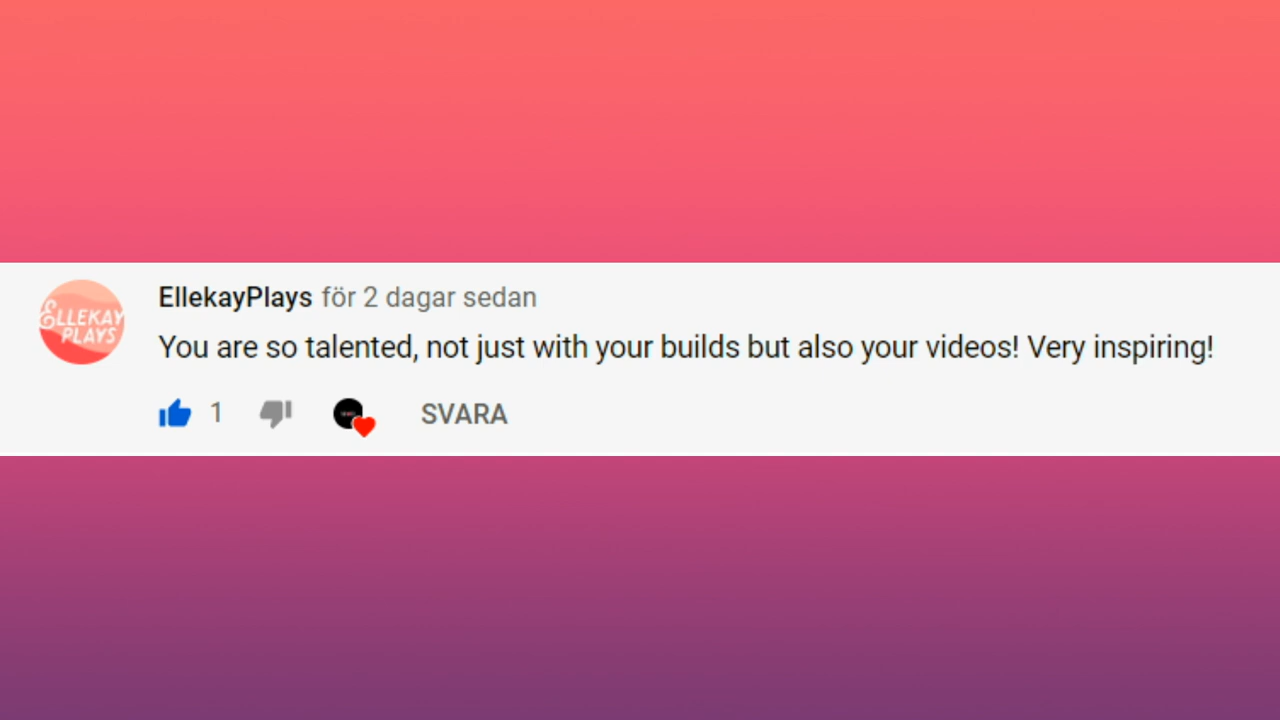 ELLEKAY
PLAYS
EllekayPlays för 2 dagar sedan
You are so talented, not just with your builds but also your videos! Very inspiring!
1
SVARA